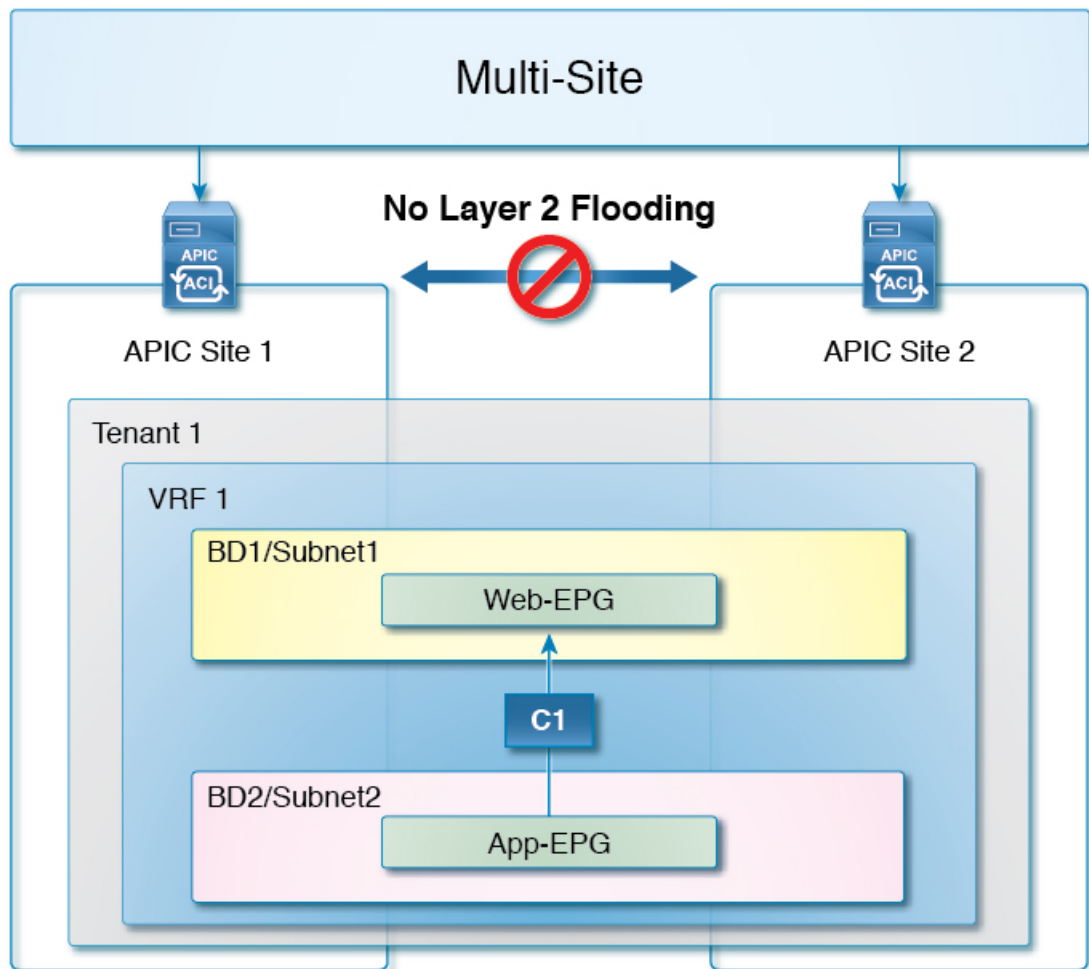 Multi-Site
No Layer 2 Flooding
APIC
ACI
APIC
ACI
APIC Site 1
APIC Site 2
Tenant 1
VRF 1
BD1/Subnet1
Web-EPG
C1
BD2/Subnet2
App-EPG